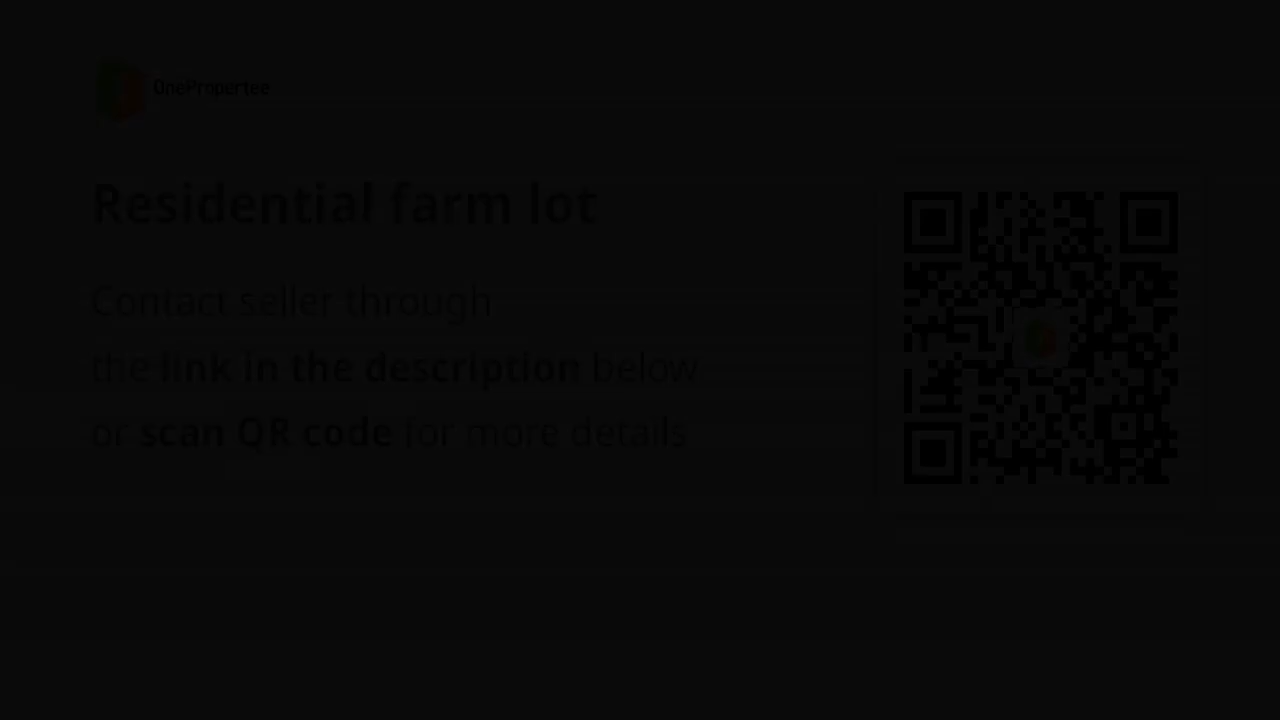 OnePropertee
Residential farm lot
Contact seller through
the link in the description below
or scan QR code for more details